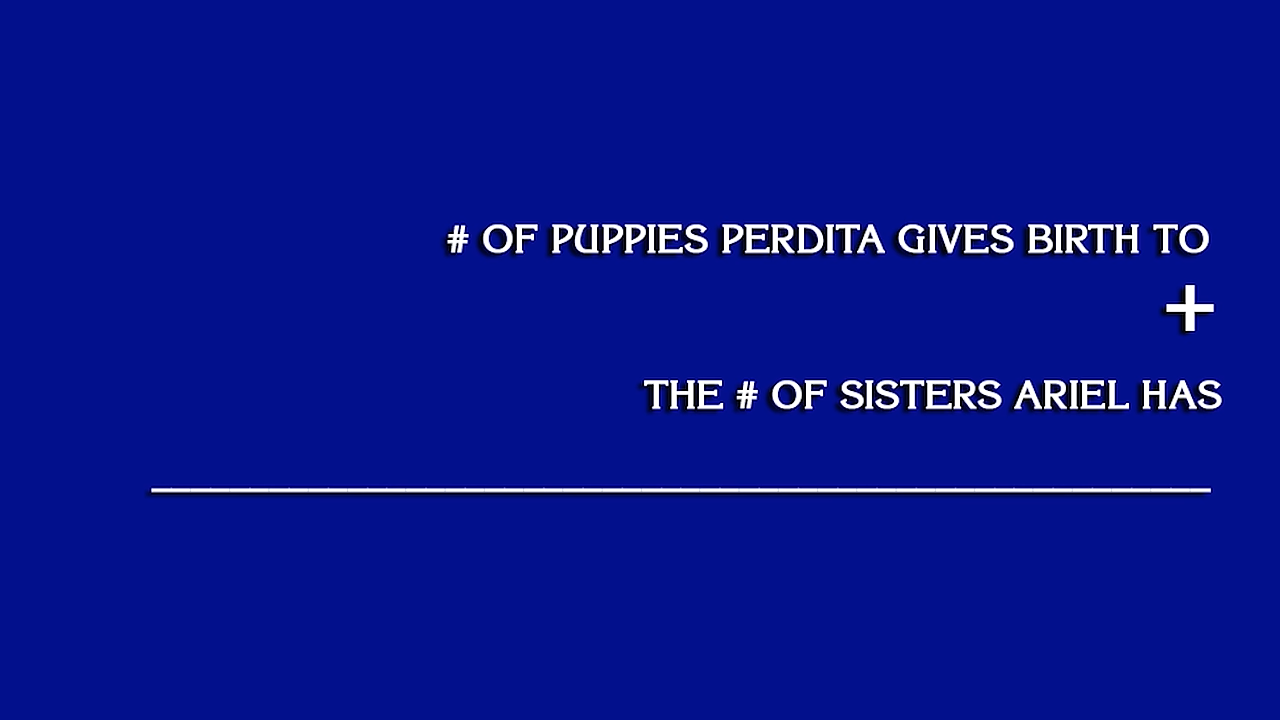 # OF PUPPIES PERDITA GIVES BIRTH TO
+
THE # OF SISTERS ARIEL HAS